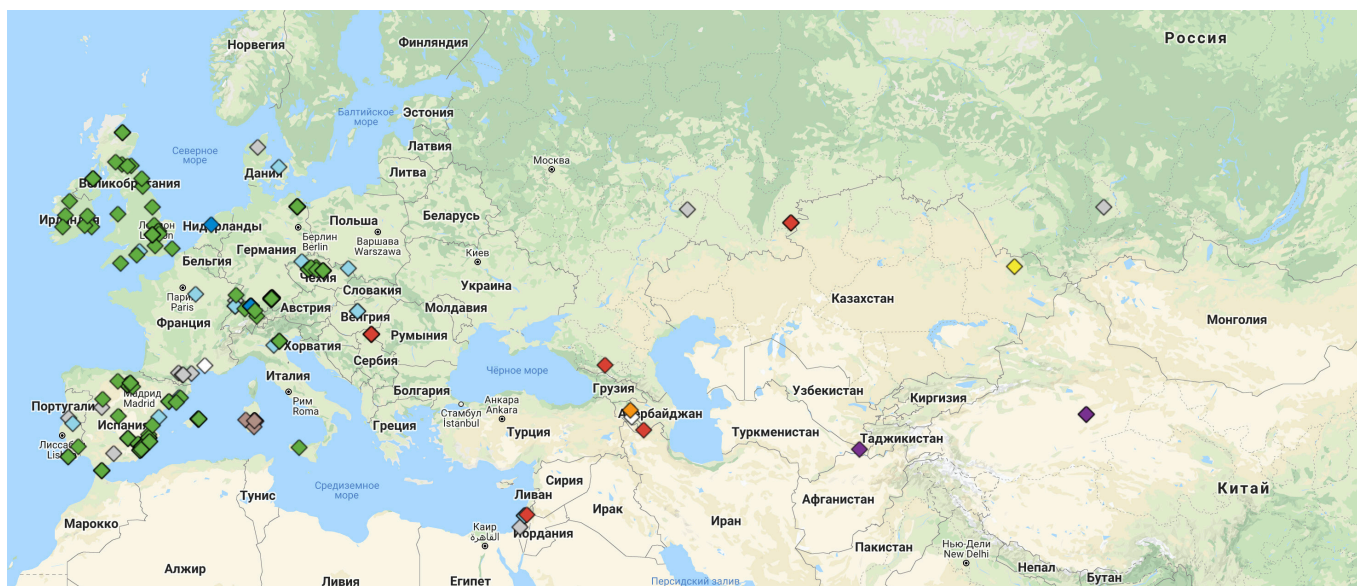 Россия
Норвегия
Финляндия
Балтийское
море
Эстония
Северное
море
Латвия
Москва
Дания
Литва
Великобритания
Ирландия
Нидерланды
Польша
Беларусь
Берлин
Berlin
Варшава
Warszawa
Германия
Бельгия
Киев
Чехия
Париж
Paris
Словакия
Украина
Казахстан
Австрия
Молдавия
Венгрия
Монголия
Франция
Румыния
Хорватия
Сербия
Италия
Чёрное море
Грузия
Болгария
Узбекистан
Киргизия
Мадрид
Madrid
Португалия
Рим
Roma
Стамбул
İstanbul
Анкара
Ankara
Азербайджан
Испания
Греция
Турция
Туркменистан
Таджикистан
Лисса
Lis
Средиземное
море
Сирия
Китай
Тунис
Ливан
Афганистан
Ирак
Иран
Марокко
Каир
القاهرة
Иордания
Пакистан
Нью-Дели
New Delhi
Непал
Алжир
Ливия
Египет
Персидский залив
Бутан